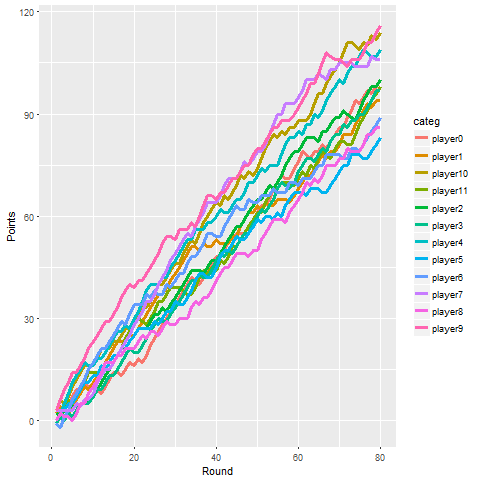 120
90
60
30
0
Points
0
20
40
60
80
Round
categ
player0
player1
player10
player11
player2
player3
player4
player5
player6
player7
player8
player9